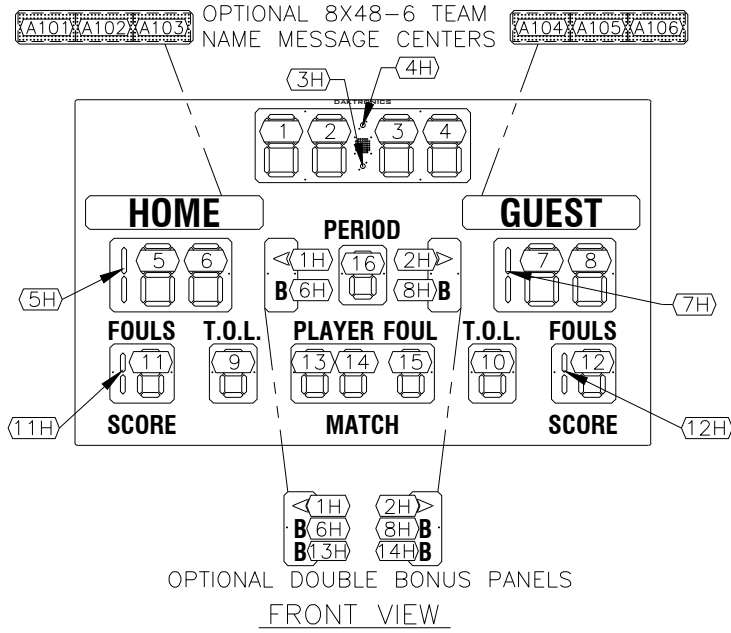 OPTIONAL 8X48-6 TEAM
NAME MESSAGE CENTERS
A101 A102 A103
A104 A105 A106
3H
4H
DAKTRONICS
1 2 3 4
HOME
GUEST
PERIOD
5 6
1H
16
2H
7 8
5H
B 6H
8H B
7H
FOULS T.O.L. PLAYER FOUL T.O.L. FOULS
11 9 13 14 15 10 12
11H
SCORE MATCH SCORE
12H
1H 2H
B 6H 8H B
B 13H 14H B
OPTIONAL DOUBLE BONUS PANELS
FRONT VIEW